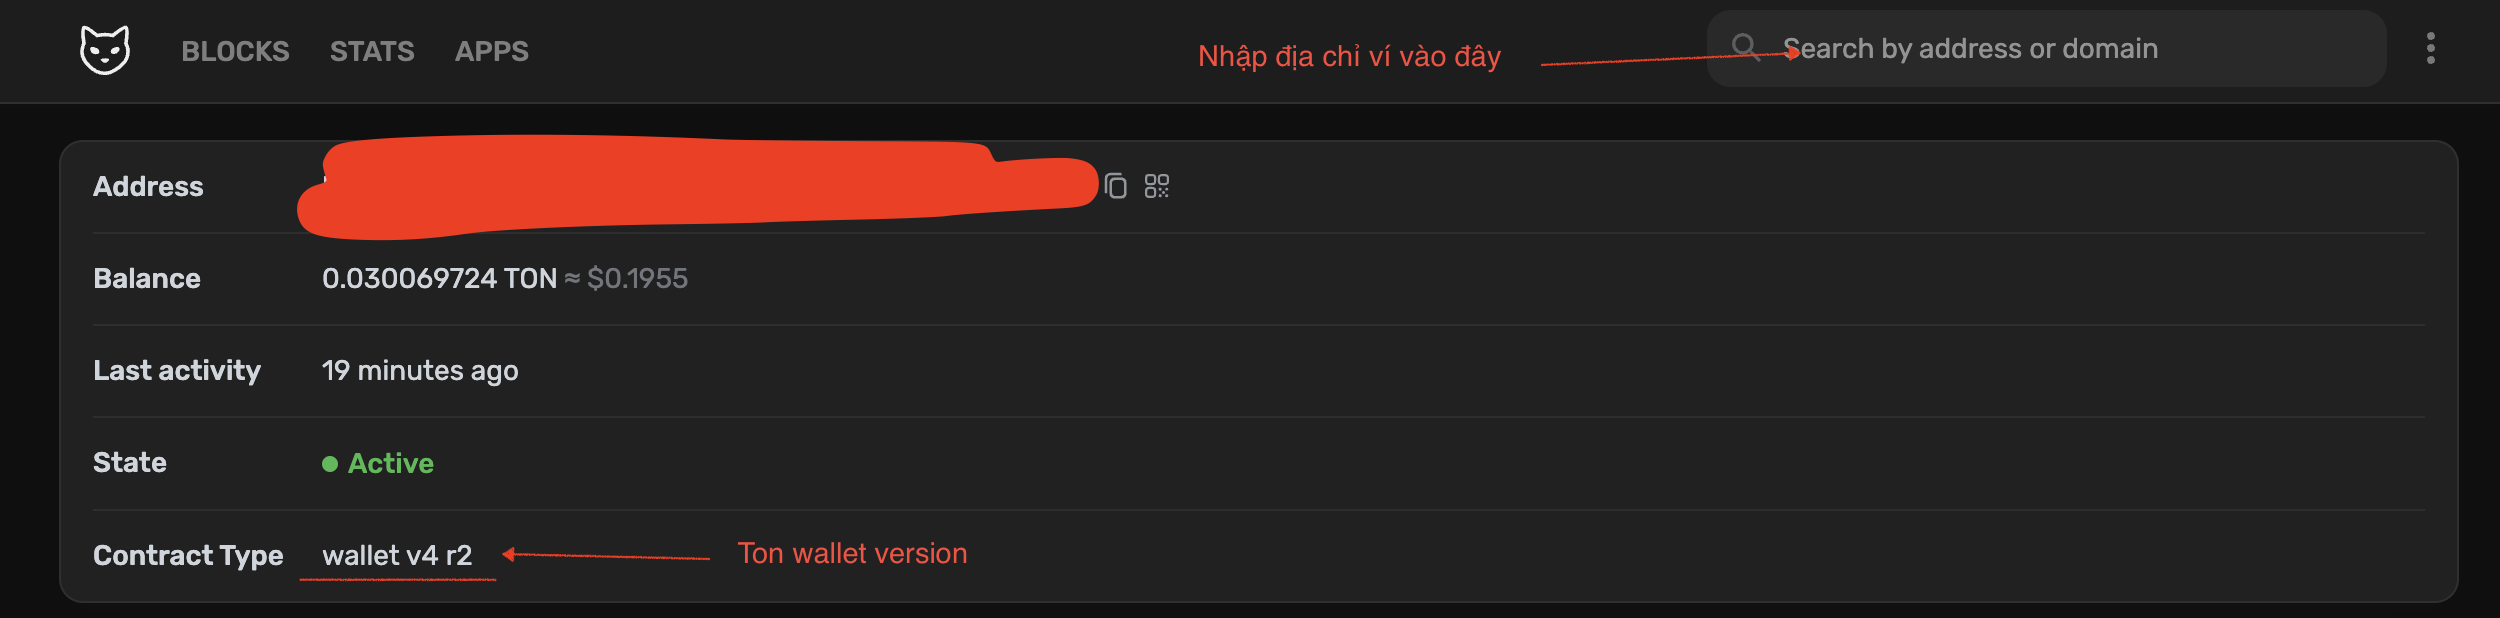 BLOCKS STATS APPS
Nhập địa chỉ ví vào đây
Search by address or domain
Address
Balance 0.030069724 TON ≈ $0.1955
Last activity 19 minutes ago
State Active
Contract Type wallet v4 r2
Ton wallet version